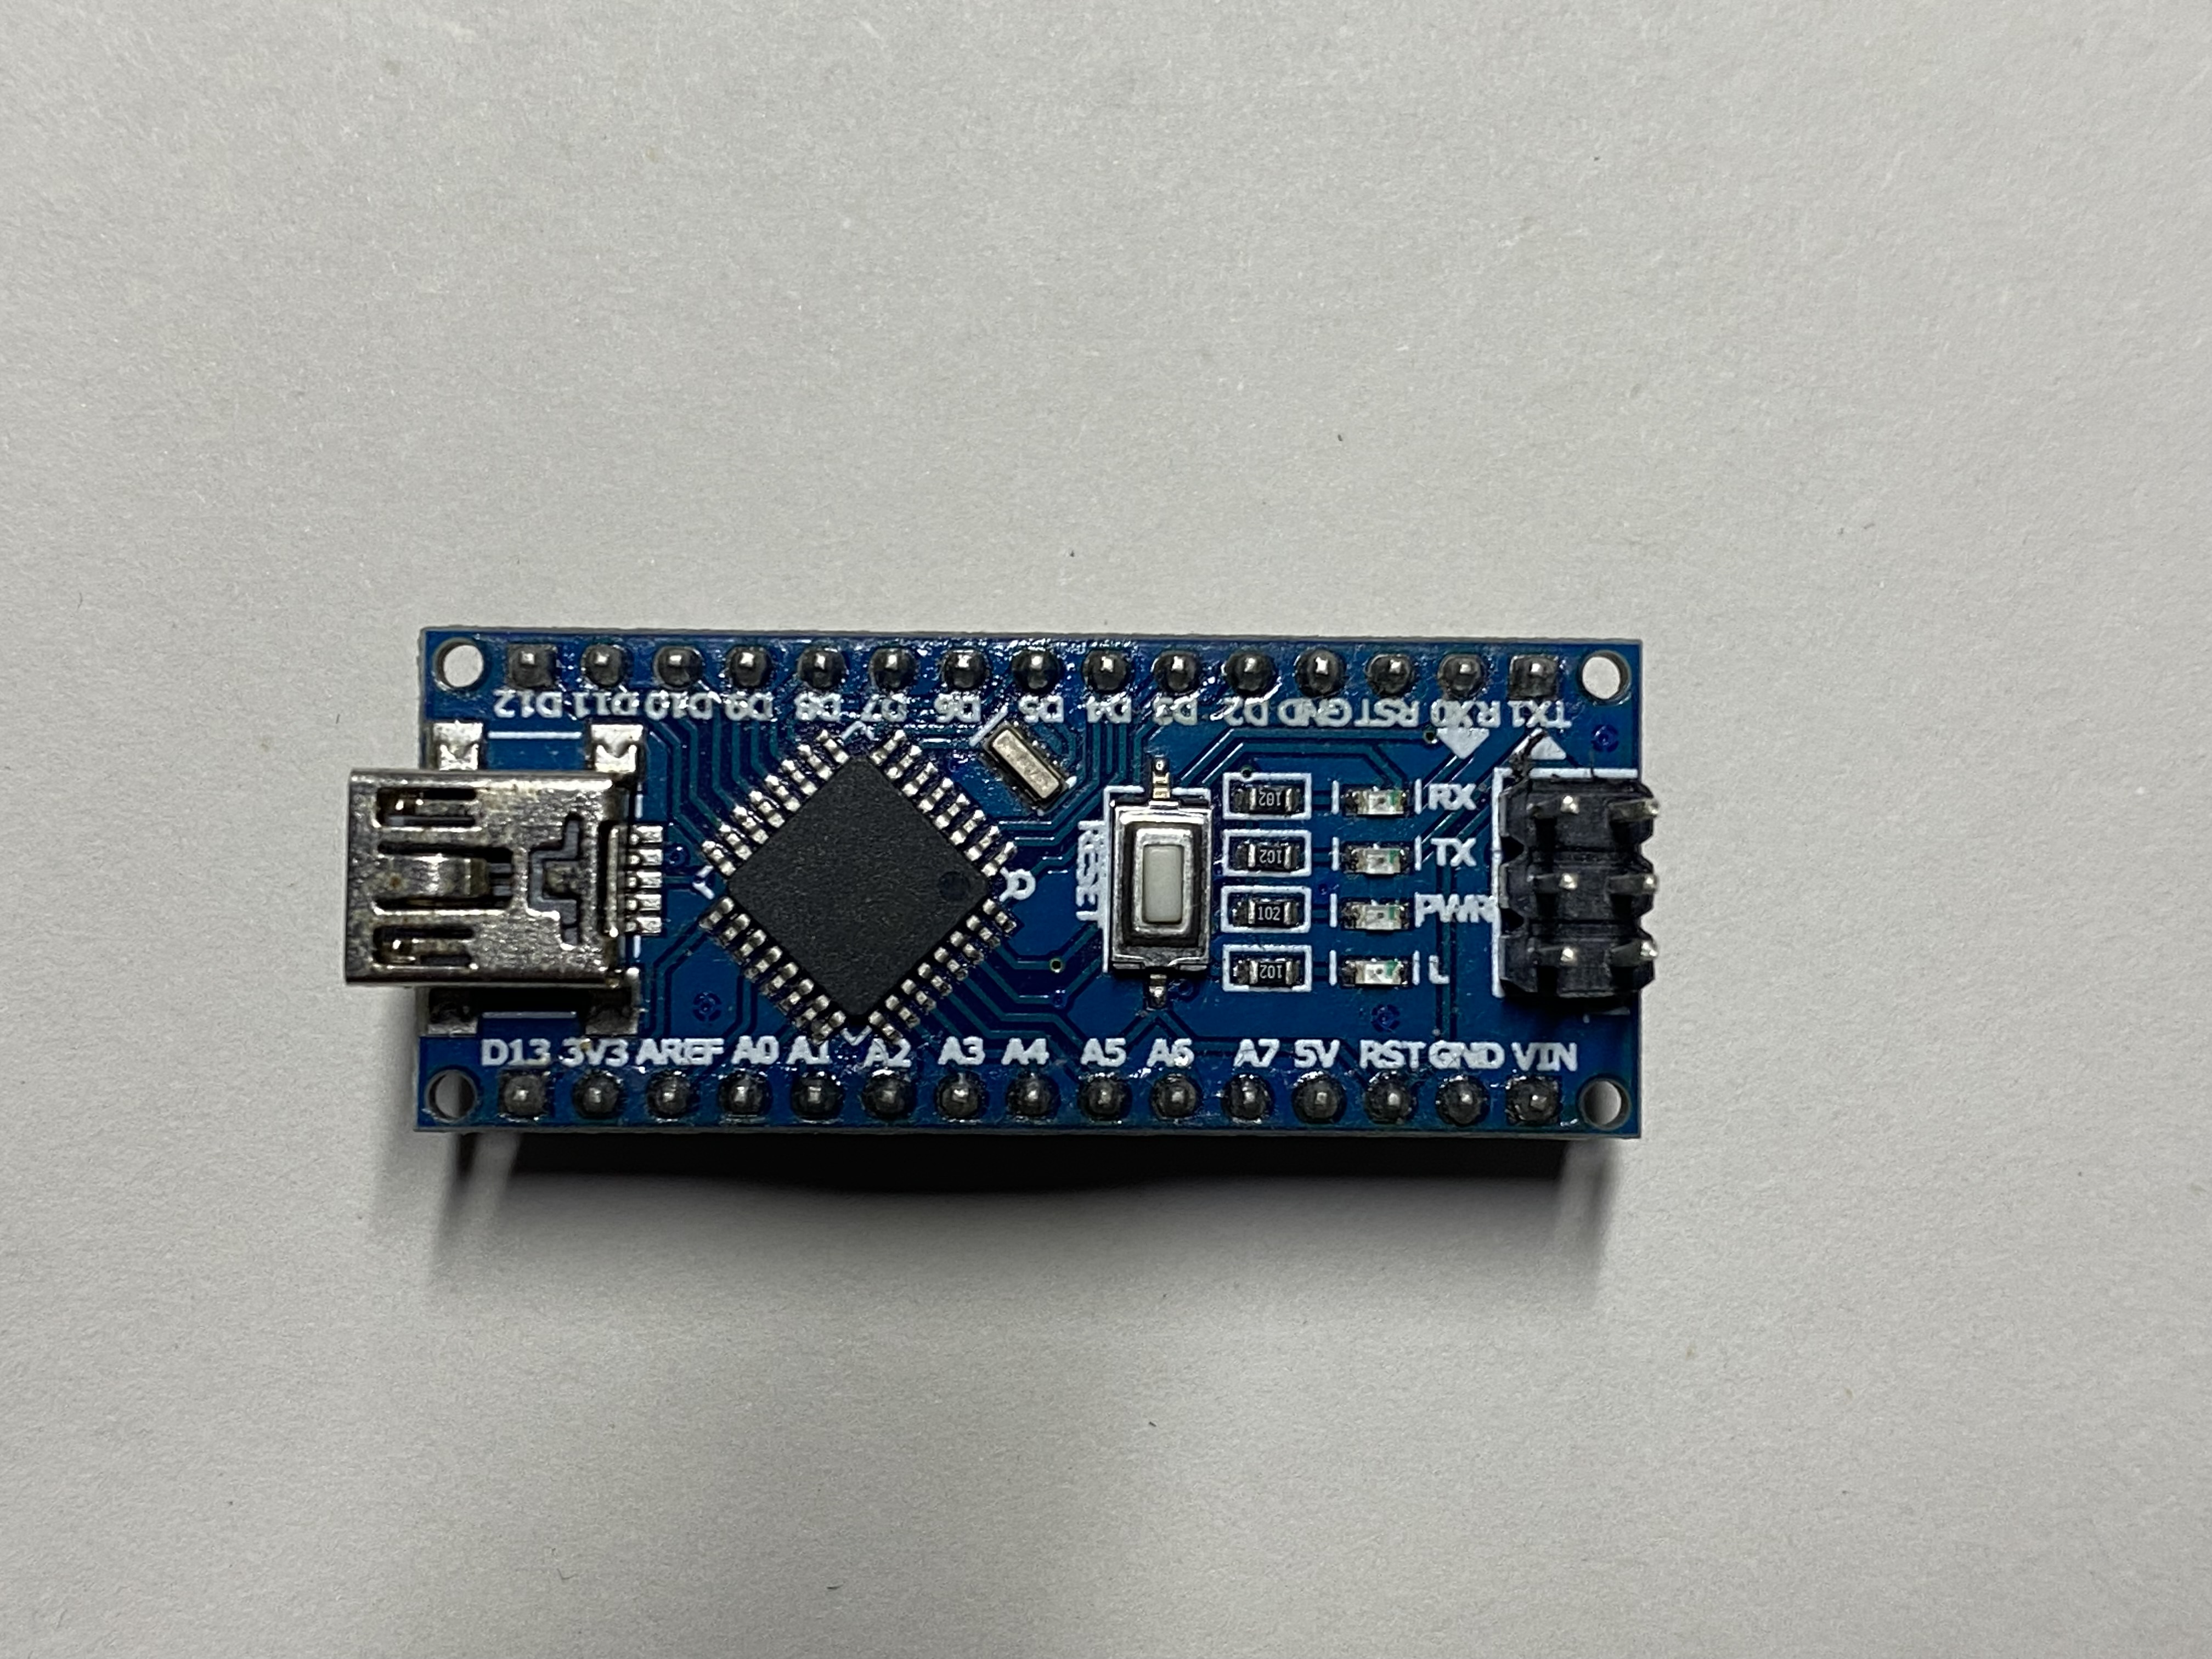 D12 D11 D10 D9 D8 D7 D6 D5 D4 D3 D2 GND RST RX0 TX1
RESET
102 RX
102 TX
102 PWR
102 L
D13 3V3 AREF A0 A1 A2 A3 A4 A5 A6 A7 5V RST GND VIN